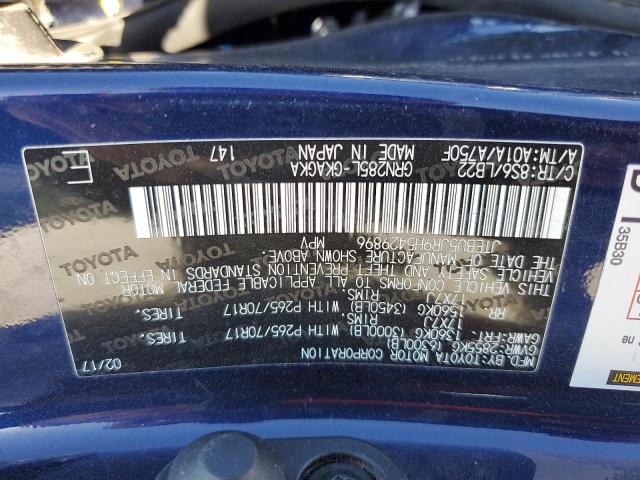 MFD. BY: TOYOTA MOTOR CORPORATION 02/17
GVWR: 2855KG (6300LB)
GAWR: FRT 1360KG (3000LB) WITH P265/70R17 TIRES,
17X7J RIMS,
RR 1560KG (3450LB) WITH P265/70R17 TIRES,
17X7J RIMS
THIS VEHICLE CONFORMS TO ALL APPLICABLE FEDERAL MOTOR
VEHICLE SAFETY AND THEFT PREVENTION STANDARDS IN EFFECT ON
THE DATE OF MANUFACTURE SHOWN ABOVE.
JTEBU5JR9H5429896 MPV
C/TR:8S6/LB22 GRN285L-GKAGKA 147
A/TM:A01A/A750F MADE IN JAPAN
E
TOYOTA TOYOTA TOYOTA
35B30